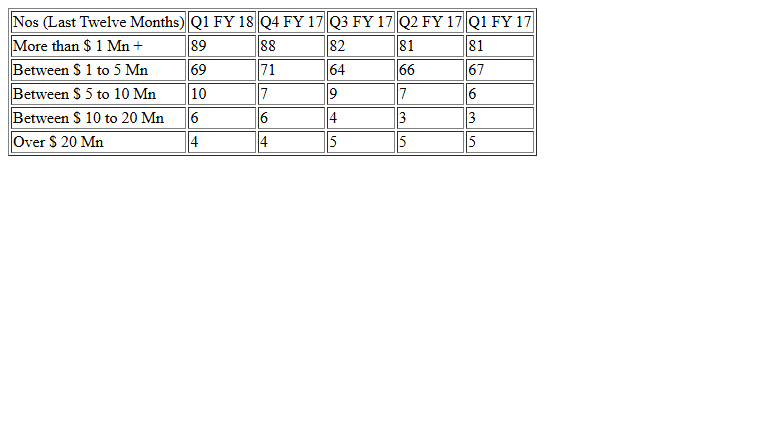 Nos (Last Twelve Months) Q1 FY 18 Q4 FY 17 Q3 FY 17 Q2 FY 17 Q1 FY 17
More than $ 1 Mn + 89 88 82 81 81
Between $ 1 to 5 Mn 69 71 64 66 67
Between $ 5 to 10 Mn 10 7 9 7 6
Between $ 10 to 20 Mn 6 6 4 3 3
Over $ 20 Mn 4 4 5 5 5